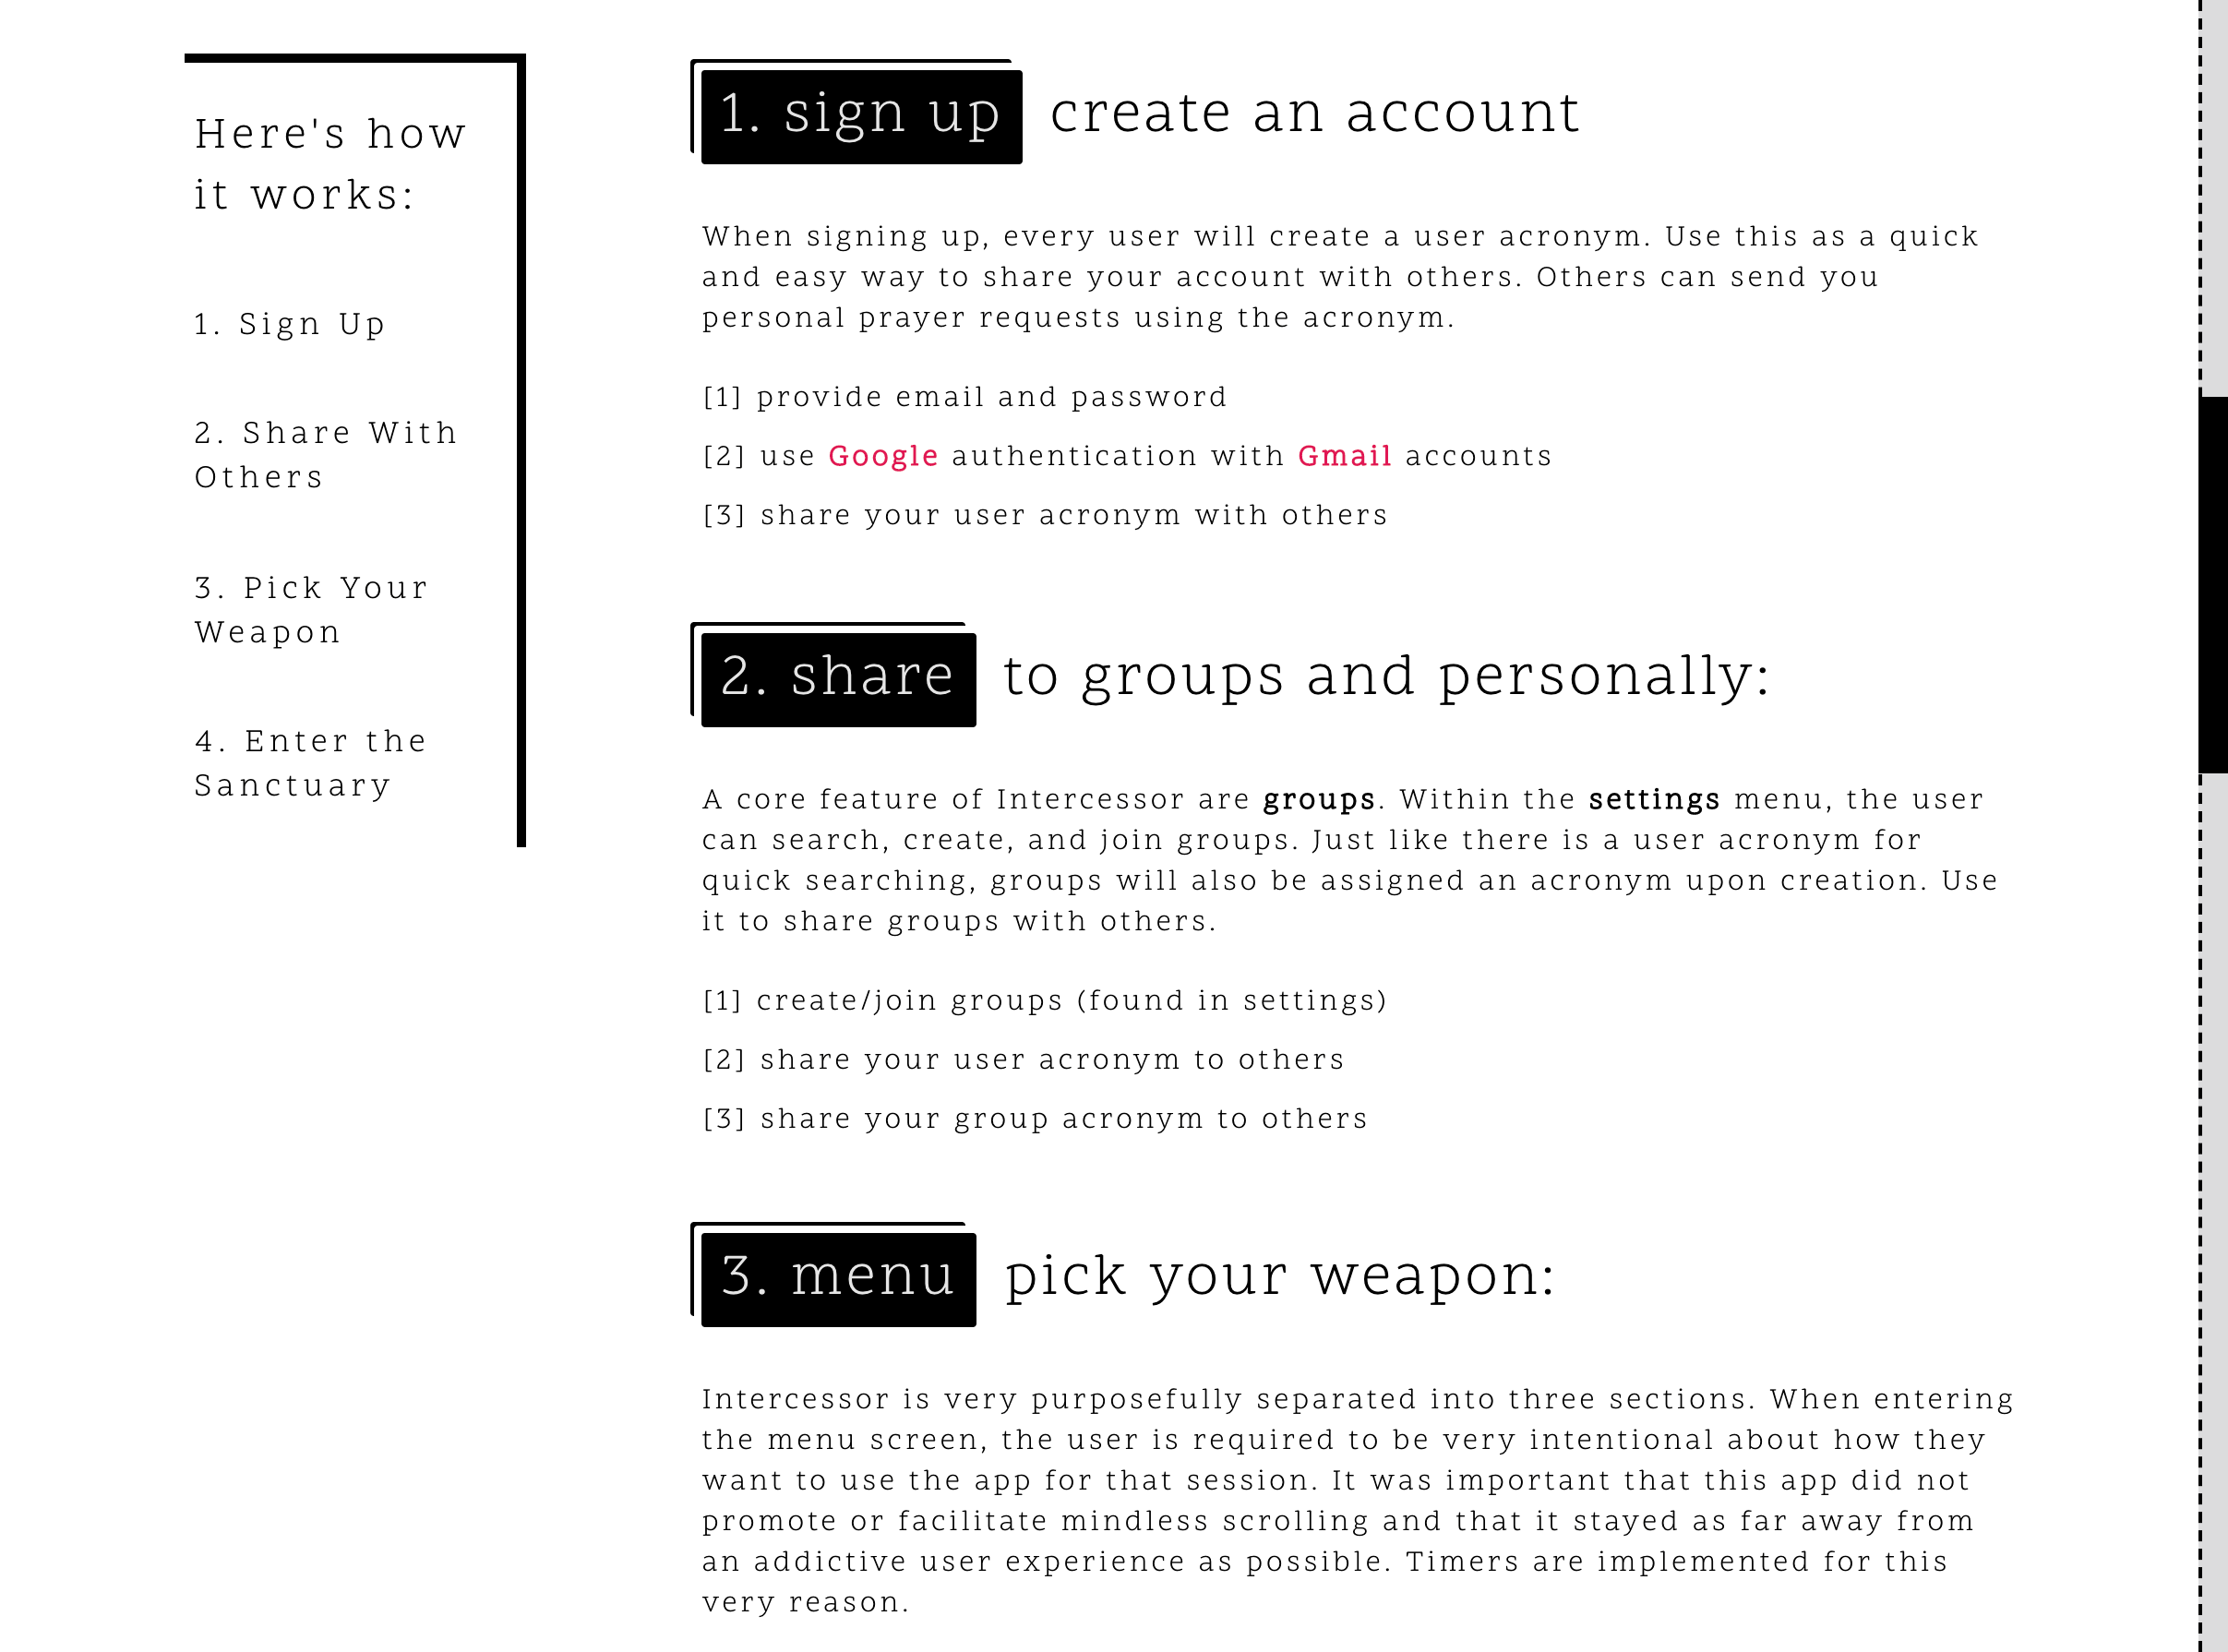 Here's how
it works:
1. Sign Up
2. Share With
Others
3. Pick Your
Weapon
4. Enter the
Sanctuary
1. sign up create an account
When signing up, every user will create a user acronym. Use this as a quick
and easy way to share your account with others. Others can send you
personal prayer requests using the acronym.
[1] provide email and password
[2] use Google authentication with Gmail accounts
[3] share your user acronym with others
2. share to groups and personally:
A core feature of Intercessor are groups. Within the settings menu, the user
can search, create, and join groups. Just like there is a user acronym for
quick searching, groups will also be assigned an acronym upon creation. Use
it to share groups with others.
[1] create/join groups (found in settings)
[2] share your user acronym to others
[3] share your group acronym to others
3. menu pick your weapon:
Intercessor is very purposefully separated into three sections. When entering
the menu screen, the user is required to be very intentional about how they
want to use the app for that session. It was important that this app did not
promote or facilitate mindless scrolling and that it stayed as far away from
an addictive user experience as possible. Timers are implemented for this
very reason.